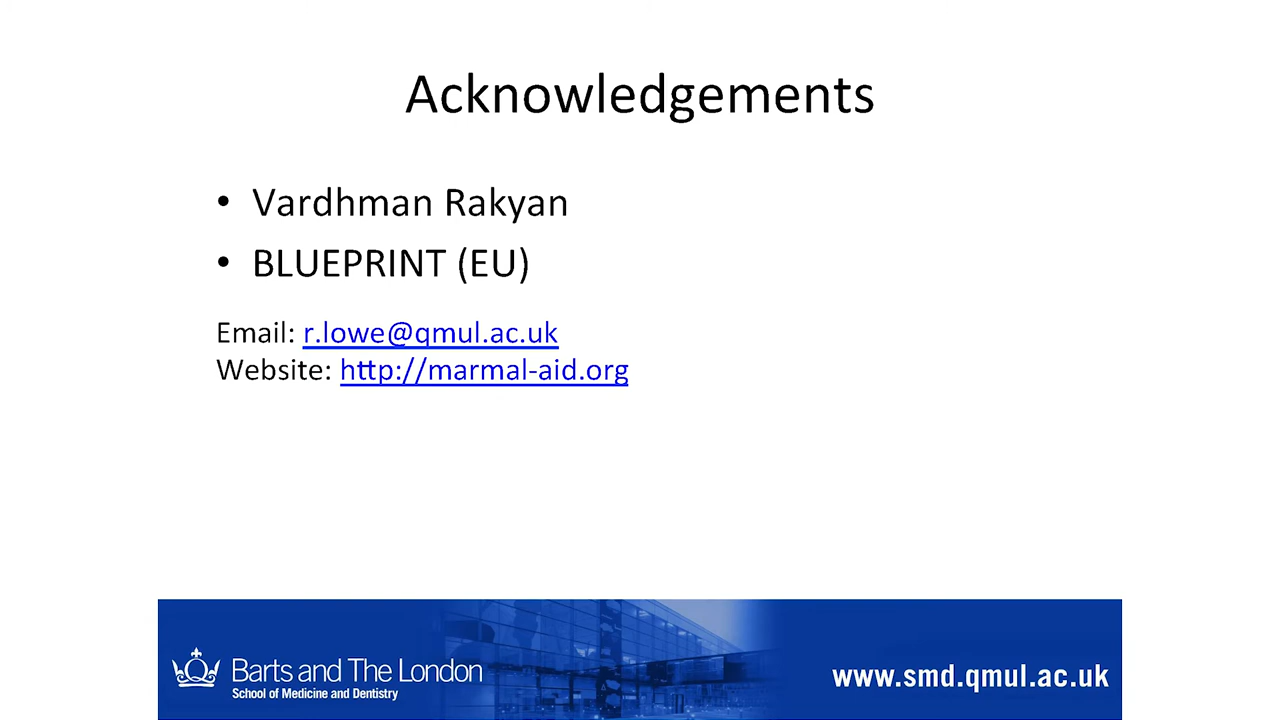 Acknowledgements
• Vardhman Rakyan
• BLUEPRINT (EU)
Email: r.lowe@qmul.ac.uk
Website: http://marmal-aid.org
Barts and The London
School of Medicine and Dentistry
www.smd.qmul.ac.uk